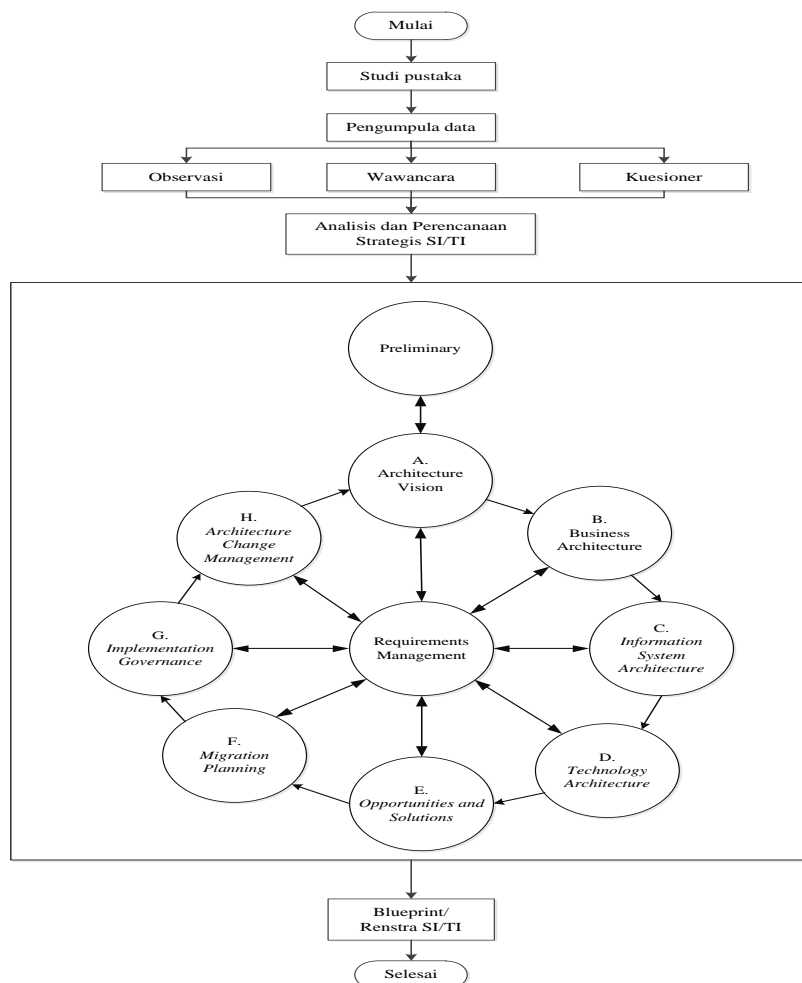 Mulai
Studi pustaka
Pengumpula data
Observasi
Wawancara
Kuesioner
Analisis dan Perencanaan
Strategis SI/TI
Preliminary
A.
Architecture
Vision
B.
Business
Architecture
H.
Architecture
Change
Management
G.
Implementation
Governance
Requirements
Management
C.
Information
System
Architecture
F.
Migration
Planning
E.
Opportunities and
Solutions
D.
Technology
Architecture
Blueprint/
Renstra SI/TI
Selesai